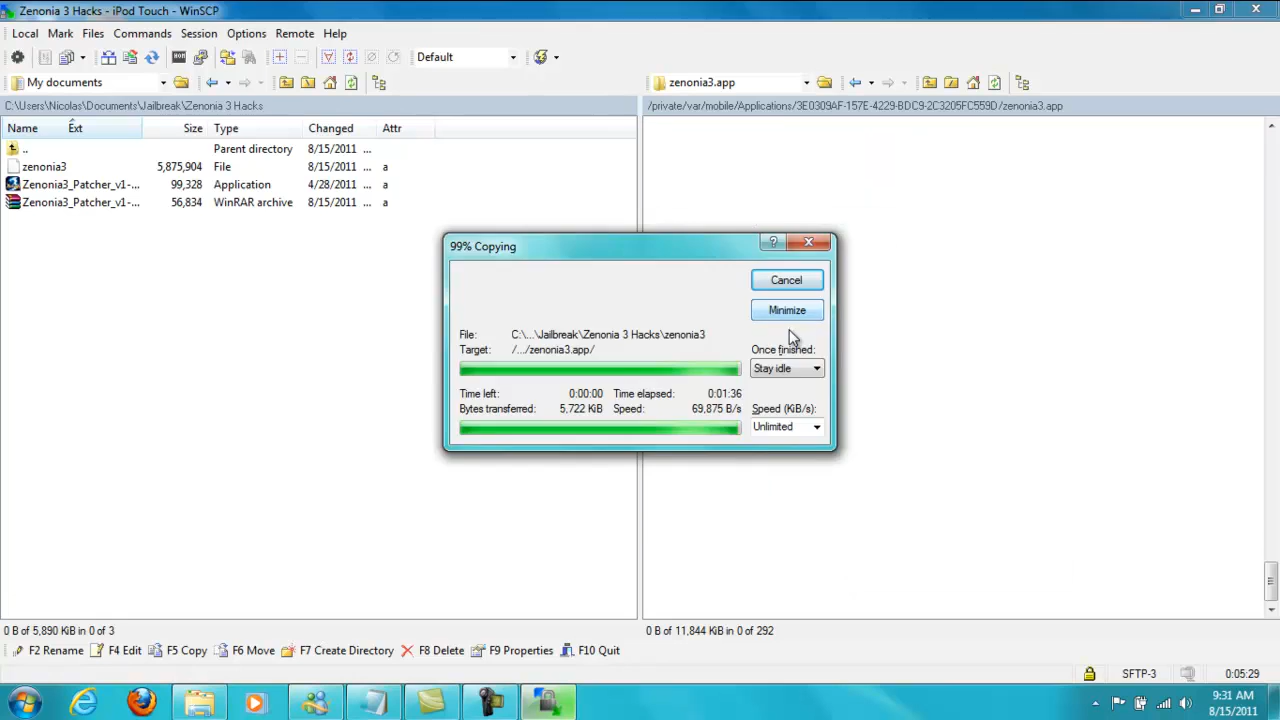 Zenonia 3 Hacks - iPod Touch - WinSCP
Local Mark Files Commands Session Options Remote Help
Default
My documents
zenonia3.app
C:\Users\Nicolas\Documents\Jailbreak\Zenonia 3 Hacks
/private/var/mobile/Applications/3E0309AF-157E-4229-BDC9-2C3205FC559D/zenonia3.app
Name Ext Size Type Changed Attr
.. Parent directory 8/15/2011 ...
zenonia3 5,875,904 File 8/15/2011 ... a
Zenonia3_Patcher_v1-... 99,328 Application 4/28/2011 ... a
Zenonia3_Patcher_v1-... 56,834 WinRAR archive 8/15/2011 ... a
99% Copying
Cancel
Minimize
File: C:\...\Jailbreak\Zenonia 3 Hacks\zenonia3
Target: /.../zenonia3.app/
Once finished:
Stay idle
Time left: 0:00:00 Time elapsed: 0:01:36
Bytes transferred: 5,722 KiB Speed: 69,875 B/s
Speed (KiB/s):
Unlimited
0 B of 5,890 KiB in 0 of 3
0 B of 11,844 KiB in 0 of 292
F2 Rename F4 Edit F5 Copy F6 Move F7 Create Directory F8 Delete F9 Properties F10 Quit
SFTP-3 0:05:29
9:31 AM
8/15/2011